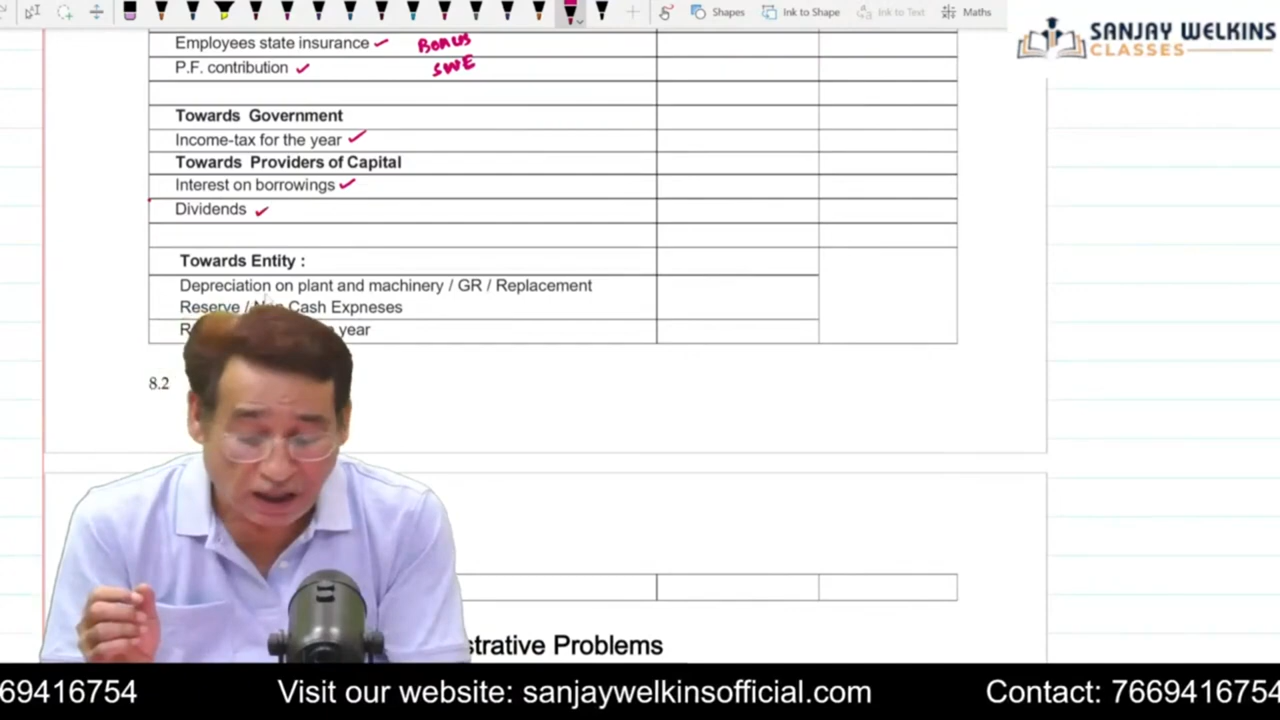 Shapes Ink to Shape Ink to Text Maths
SANJAY WELKINS
CLASSES
Employees state insurance Bonus
P.F. contribution SWE
Towards Government
Income-tax for the year
Towards Providers of Capital
Interest on borrowings
Dividends
Towards Entity :
Depreciation on plant and machinery / GR / Replacement
Reserve / Non Cash Expneses
year
8.2
strative Problems
69416754 Visit our website: sanjaywelkinsofficial.com Contact: 7669416754